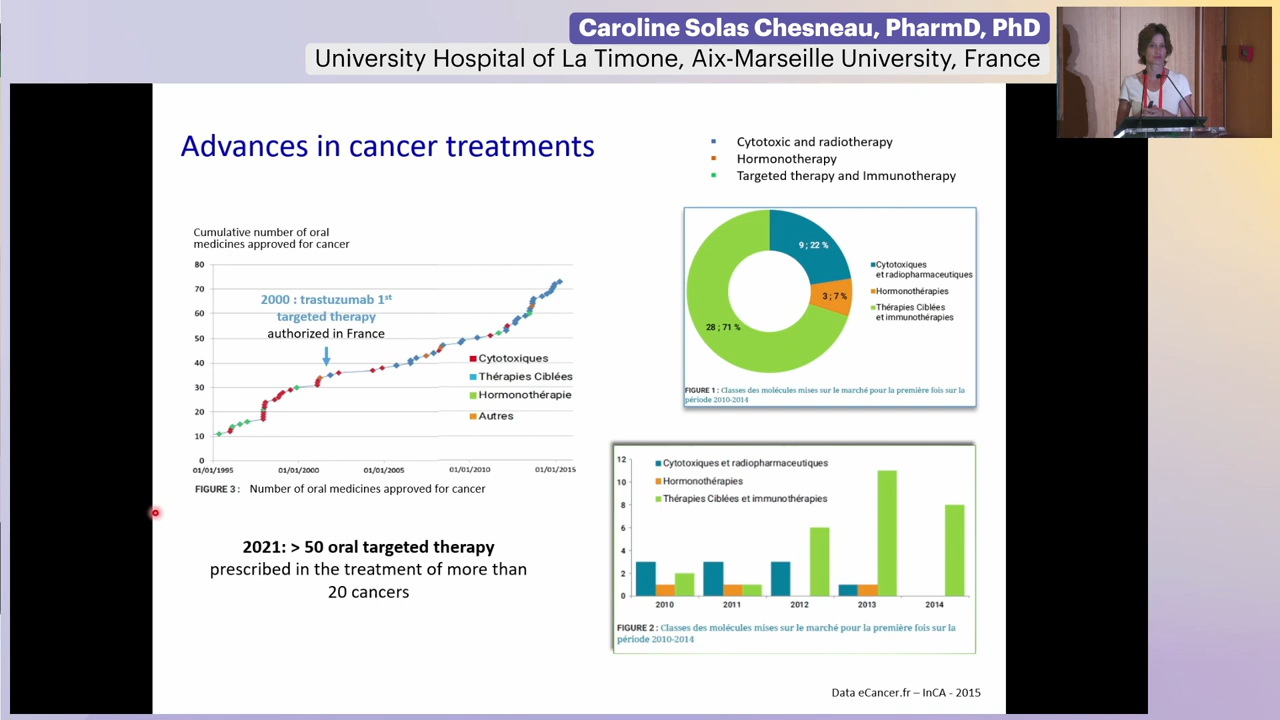 Caroline Solas Chesneau, PharmD, PhD
University Hospital of La Timone, Aix-Marseille University, France
Advances in cancer treatments
Cytotoxic and radiotherapy
Hormonotherapy
Targeted therapy and Immunotherapy
Cumulative number of oral
medicines approved for cancer
80
70
60
50
40
30
20
10
0
2000 : trastuzumab 1st
targeted therapy
authorized in France
Cytotoxiques
Thérapies Ciblées
Hormonothérapie
Autres
01/01/1995
01/01/2000
01/01/2005
01/01/2010
01/01/2015
FIGURE 3 : Number of oral medicines approved for cancer
2021: > 50 oral targeted therapy
prescribed in the treatment of more than
20 cancers
9 ; 22 %
3 ; 7 %
28 ; 71 %
Cytotoxiques
et radiopharmaceutiques
Hormonothérapies
Thérapies Ciblées
et immunothérapies
FIGURE 1 : Classes des molécules mises sur le marché pour la première fois sur la
période 2010-2014
12
10
8
6
4
2
0
Cytotoxiques et radiopharmaceutiques
Hormonothérapies
Thérapies Ciblées et immunothérapies
2010
2011
2012
2013
2014
FIGURE 2 : Classes des molécules mises sur le marché pour la première fois sur la
période 2010-2014
Data eCancer.fr – InCA - 2015